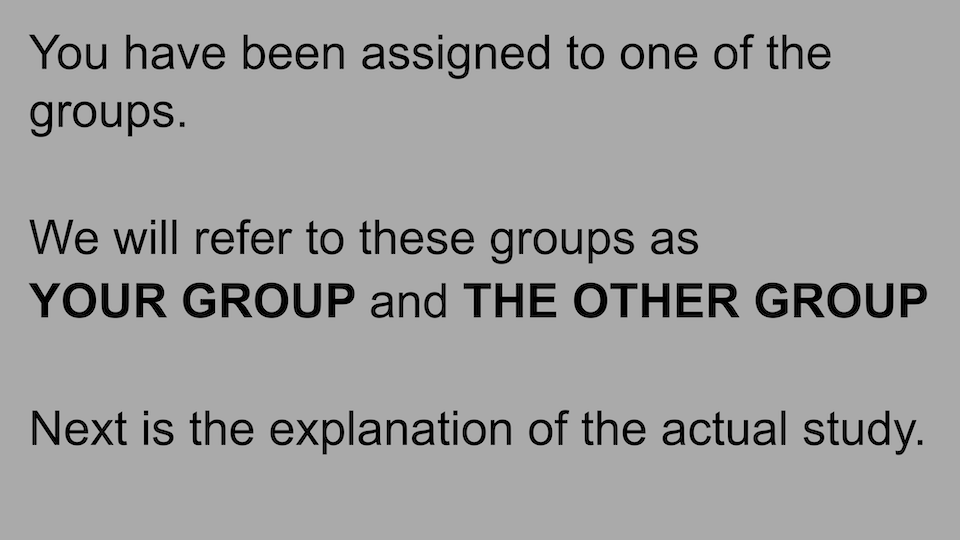 You have been assigned to one of the
groups.
We will refer to these groups as
YOUR GROUP and THE OTHER GROUP
Next is the explanation of the actual study.